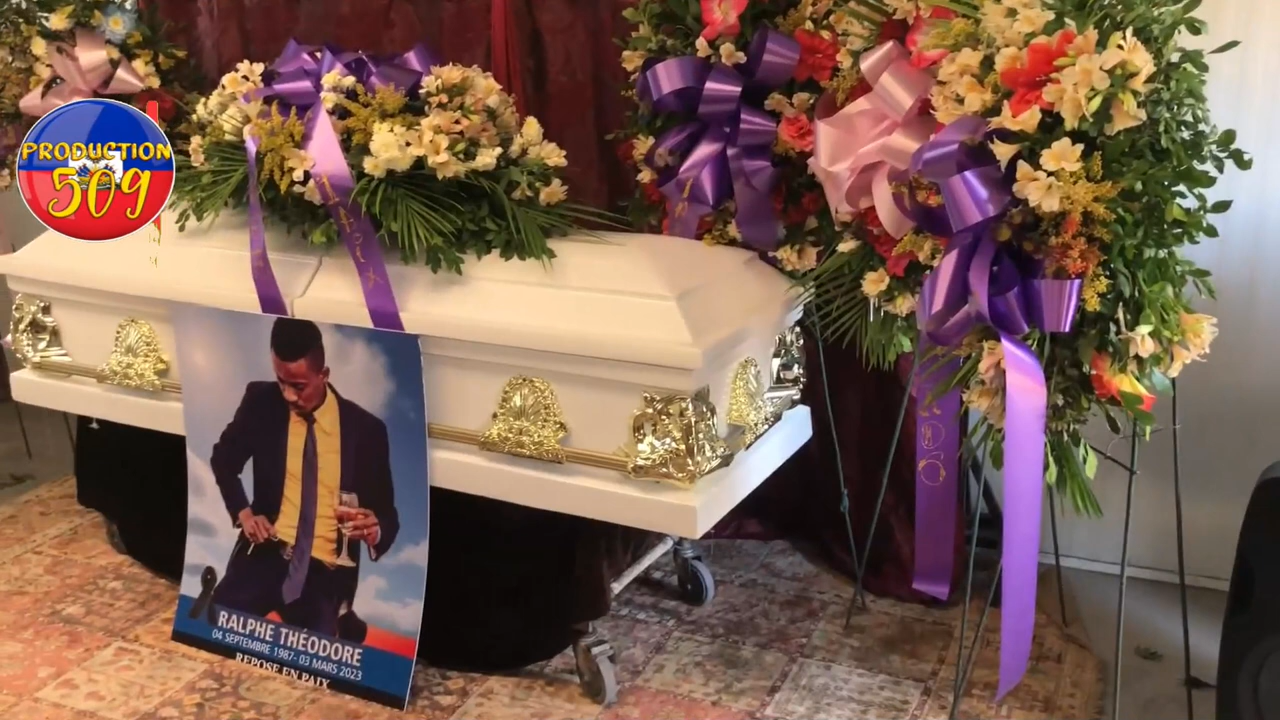 PRODUCTION
509
RALPHE THÉODORE
04 SEPTEMBRE 1987- 03 MARS 2023
REPOSE EN PAIX